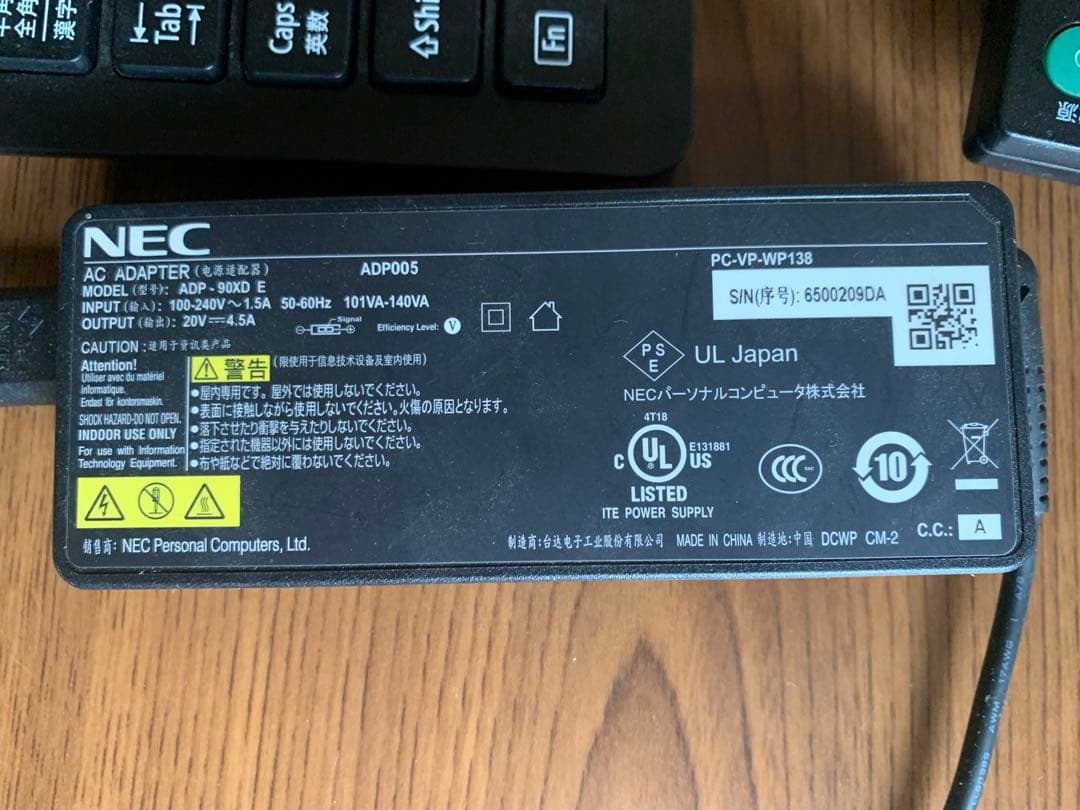 半角
全角
漢字
Tab
Caps
英数
Shi
Fn
源
NEC
AC ADAPTER (电源适配器) ADP005
PC-VP-WP138
MODEL (型号): ADP-90XD E
INPUT (输入): 100-240V～1.5A 50-60Hz 101VA-140VA
OUTPUT (输出): 20V⎓4.5A Signal Efficiency Level: V
S/N(序号): 6500209DA
CAUTION : 适用于资讯类产品
Attention!
Utiliser avec du matériel
informatique.
Endast för kontorsmaskin.
SHOCK HAZARD-DO NOT OPEN.
INDOOR USE ONLY
For use with Information
Technology Equipment.
警告 (限使用于信息技术设备及室内使用)
●屋内専用です。屋外では使用しないでください。
●表面に接触しながら使用しないでください。火傷の原因となります。
●落下させたり衝撃を与えたりしないでください。
●指定された機器以外には使用しないでください。
●布や紙などで絶対に覆わないでください。
PS
E
UL Japan
NECパーソナルコンピュータ株式会社
4T18
C UL US E131881
LISTED
ITE POWER SUPPLY
CCC
10
销售商: NEC Personal Computers, Ltd.
制造商:台达电子工业股份有限公司 MADE IN CHINA 制造地:中国 DCWP CM-2 C.C.: A
AWM 17AWG